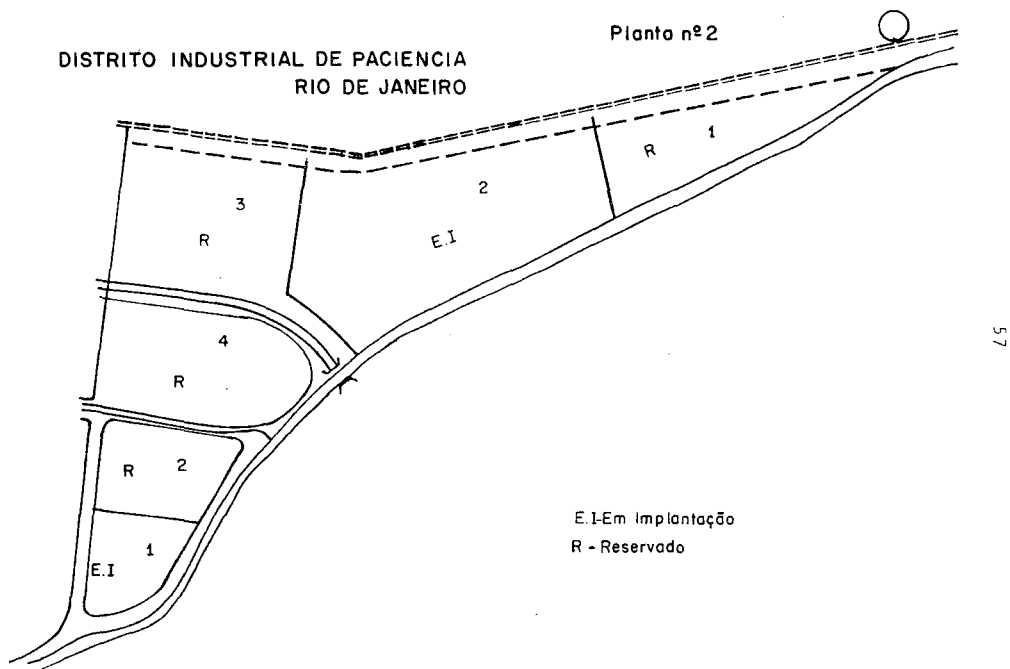 Planta nº 2
DISTRITO INDUSTRIAL DE PACIENCIA
RIO DE JANEIRO
1
R
2
E.I
3
R
4
R
R 2
1
E.I
E.I-Em Implantação
R - Reservado
57